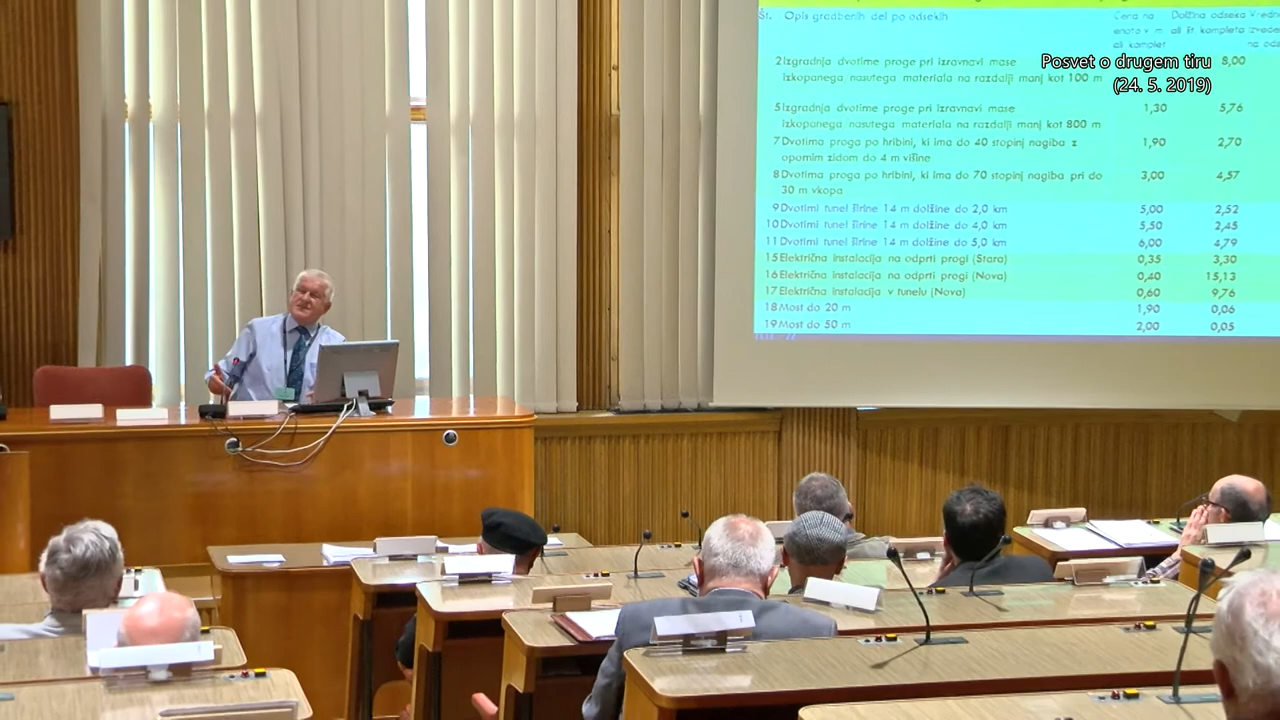 Št. Opis gradbenih del po odsekih Cena na Dolžina odseka
enoto v m ali št. kompleta
ali komplet na
Posvet o drugem tiru
(24. 5. 2019)
2 Izgradnja dvotirne proge pri izravnavi mase 8,00
izkopanega nasutega materiala na razdalji manj kot 100 m
5 Izgradnja dvotirne proge pri izravnavi mase 1,30 5,76
izkopanega nasutega materiala na razdalji manj kot 800 m
7 Dvotirna proga po hribini, ki ima do 40 stopinj nagiba z 1,90 2,70
opornim zidom do 4 m višine
8 Dvotirna proga po hribini, ki ima do 70 stopinj nagiba pri do 3,00 4,57
30 m vkopa
9 Dvotirni tunel širine 14 m dolžine do 2,0 km 5,00 2,52
10 Dvotirni tunel širine 14 m dolžine do 4,0 km 5,50 2,45
11 Dvotirni tunel širine 14 m dolžine do 5,0 km 6,00 4,79
15 Električna instalacija na odprti progi (Stara) 0,35 3,30
16 Električna instalacija na odprti progi (Nova) 0,40 15,13
17 Električna instalacija v tunelu (Nova) 0,60 9,76
18 Most do 20 m 1,90 0,06
19 Most do 50 m 2,00 0,05